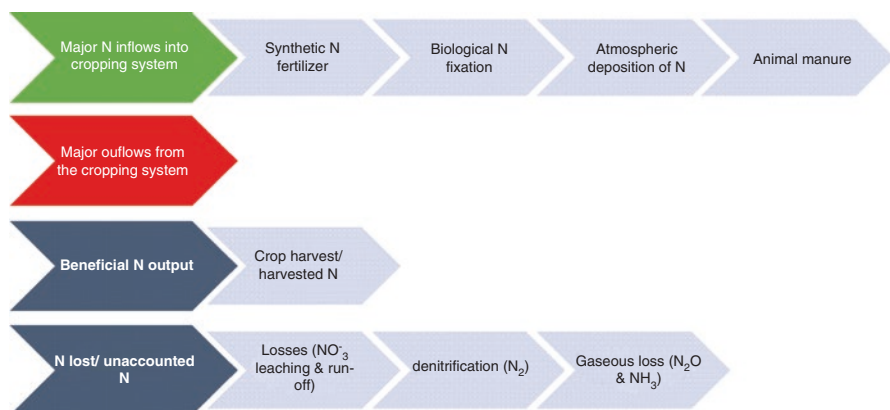 Major N inflows into
cropping system
Synthetic N
fertilizer
Biological N
fixation
Atmospheric
deposition of N
Animal manure
Major ouflows from
the cropping system
Beneficial N output
Crop harvest/
harvested N
N lost/ unaccounted
N
Losses (NO⁻₃
leaching & run-
off)
denitrification (N₂)
Gaseous loss (N₂O
& NH₃)